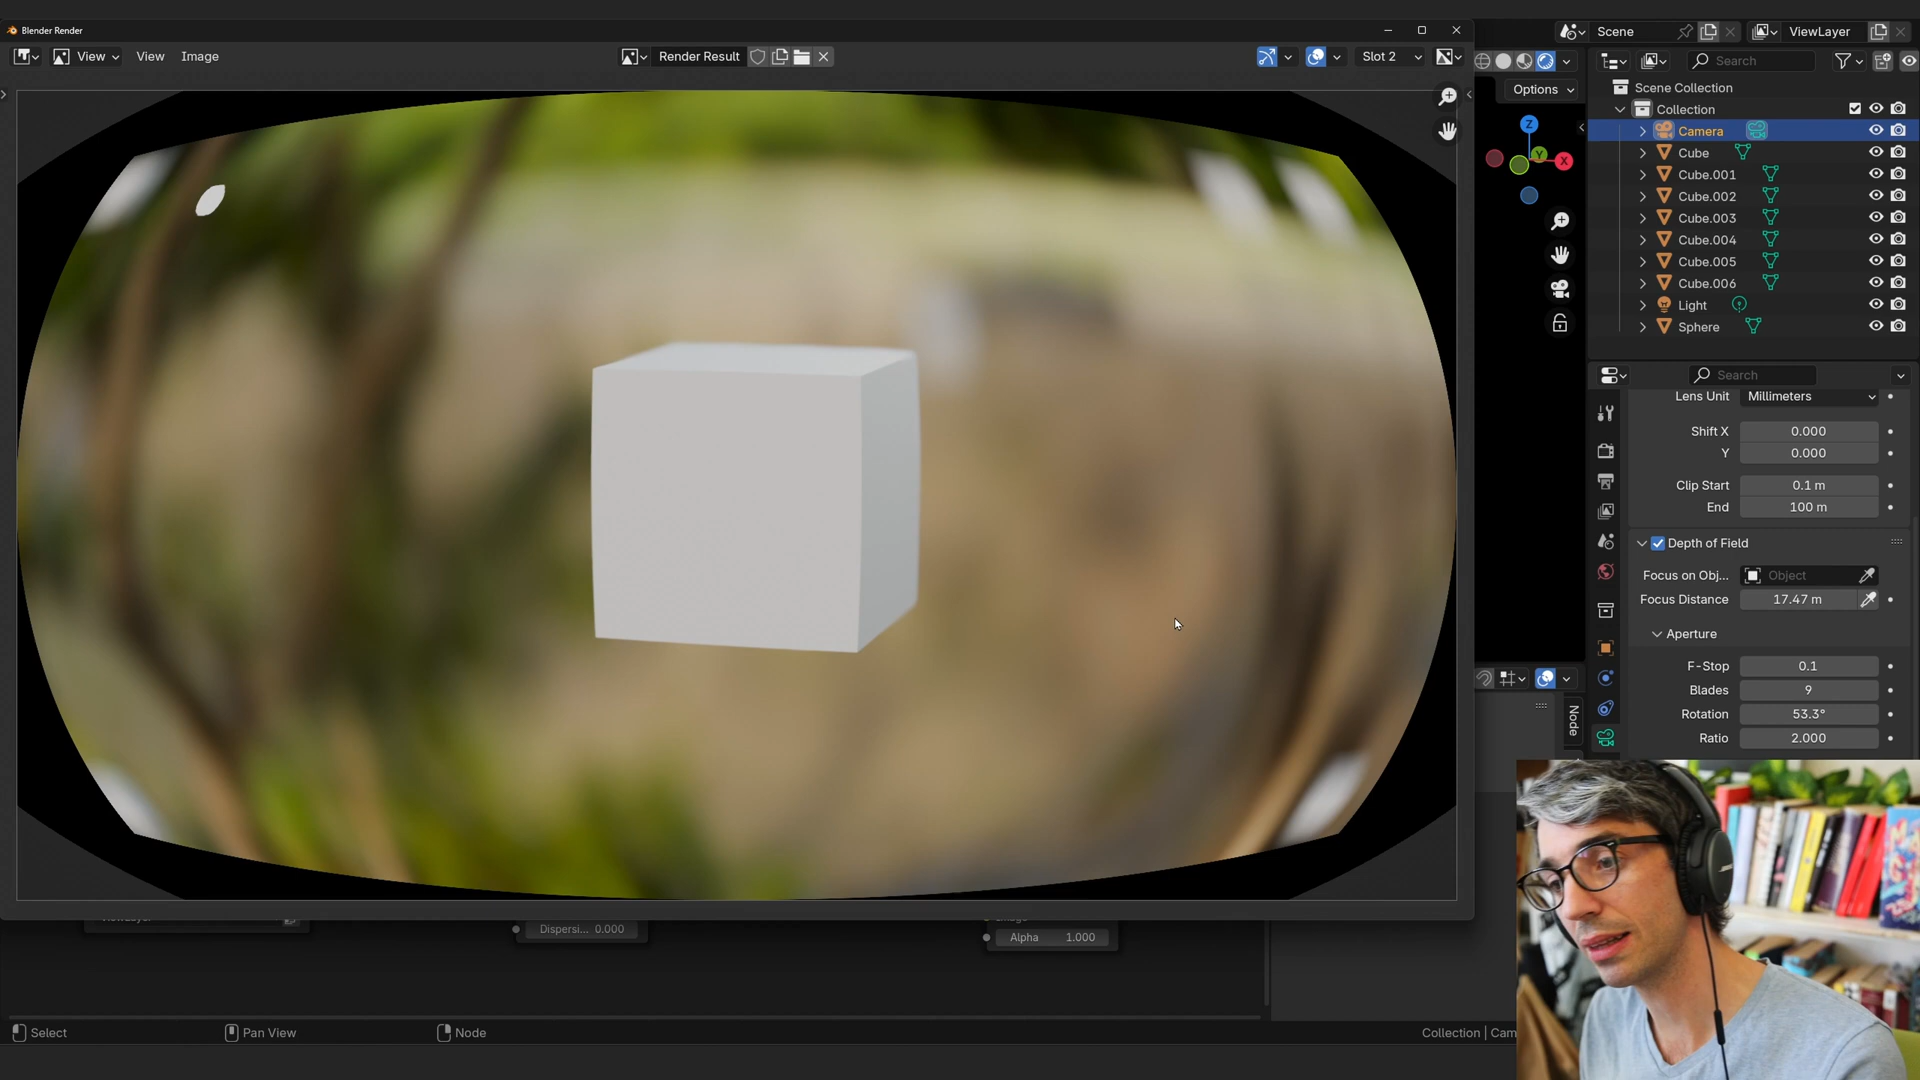 Blender Render
View
View
Image
Render Result
Slot 2
Scene
ViewLayer
Options
Search
Z
Y
X
Scene Collection
Collection
Camera
Cube
Cube.001
Cube.002
Cube.003
Cube.004
Cube.005
Cube.006
Light
Sphere
Search
Lens Unit Millimeters
Shift X 0.000
Y 0.000
Clip Start 0.1 m
End 100 m
Depth of Field
Focus on Obj... Object
Focus Distance 17.47 m
Aperture
F-Stop 0.1
Blades 9
Rotation 53.3°
Ratio 2.000
Node
Dispersi... 0.000
Alpha 1.000
Select
Pan View
Node
Collection | Cam